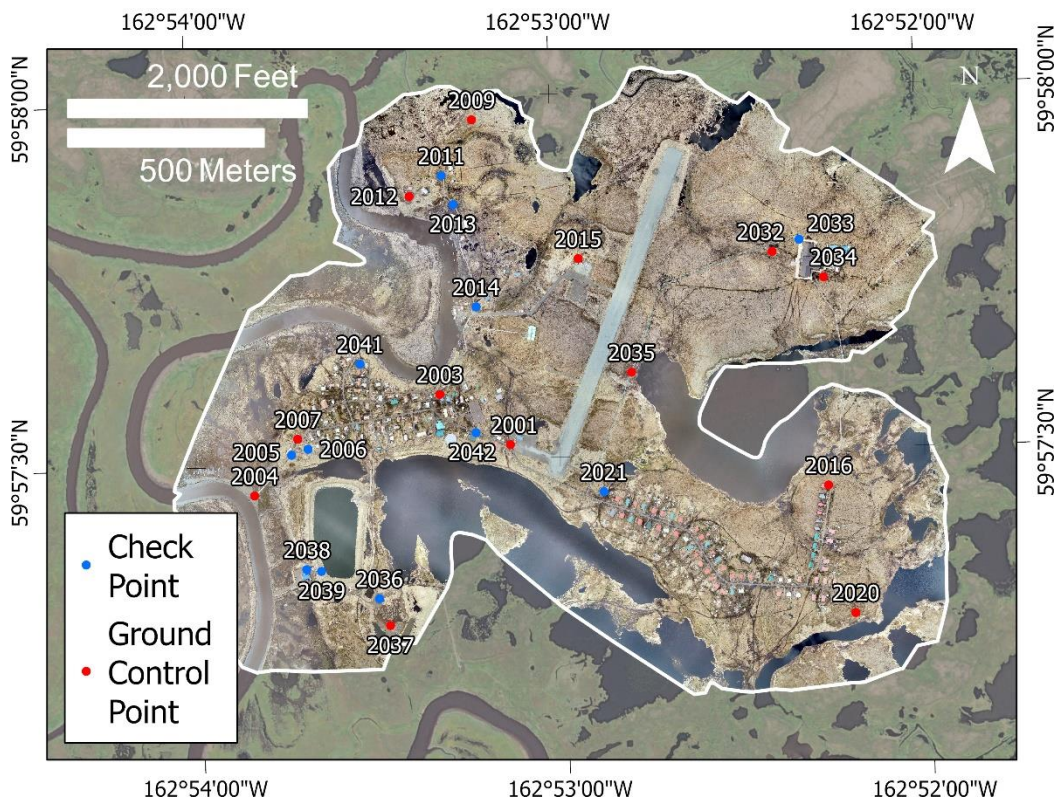 162°54'00"W
162°53'00"W
162°52'00"W
59°58'00"N
59°58'00"N
2,000 Feet
500 Meters
N
2009
2011
2012
2013
2015
2033
2032
2034
2014
2041
2035
2003
2007
2001
2005
2006
2042
2016
2021
2004
59°57'30"N
59°57'30"N
2038
2039
2036
2020
2037
Check
Point
Ground
Control
Point
162°54'00"W
162°53'00"W
162°52'00"W